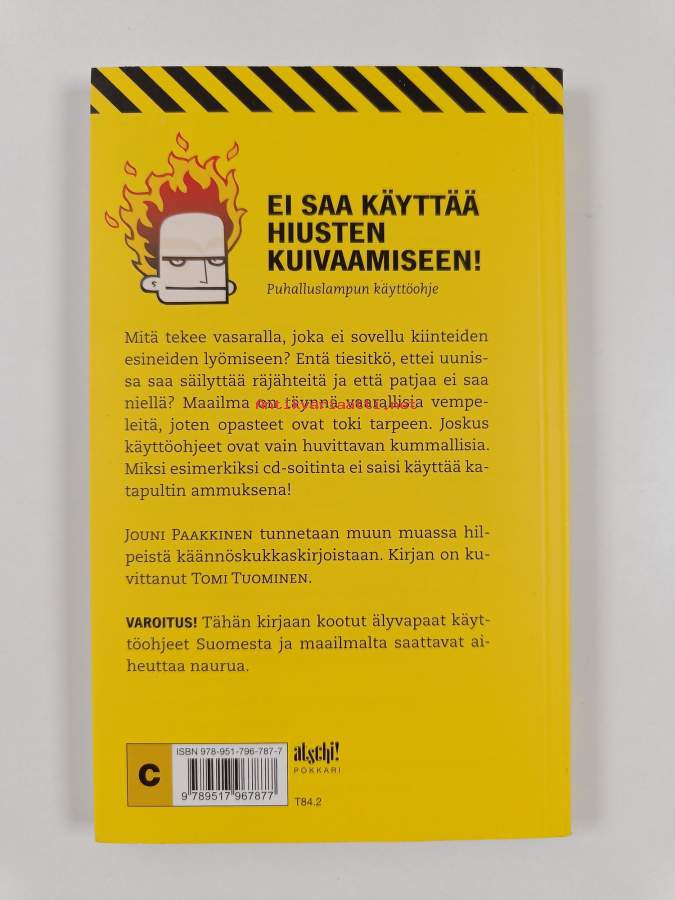 EI SAA KÄYTTÄÄ
HIUSTEN
KUIVAAMISEEN!
Puhalluslampun käyttöohje
Mitä tekee vasaralla, joka ei sovellu kiinteiden
esineiden lyömiseen? Entä tiesitkö, ettei uunis-
sa saa säilyttää räjähteitä ja että patjaa ei saa
niellä? Maailma on täynnä vaarallisia vempe-
Antikvariaatti.net
leitä, joten opasteet ovat toki tarpeen. Joskus
käyttöohjeet ovat vain huvittavan kummallisia.
Miksi esimerkiksi cd-soitinta ei saisi käyttää ka-
tapultin ammuksena!
JOUNI PAAKKINEN tunnetaan muun muassa hil-
peistä käännöskukkaskirjoistaan. Kirjan on ku-
vittanut TOMI TUOMINEN.
VAROITUS! Tähän kirjaan kootut älyvapaat käyt-
töohjeet Suomesta ja maailmalta saattavat ai-
heuttaa naurua.
C
ISBN 978-951-796-787-7
9 789517 967877
atschi!
POKKARI
T84.2